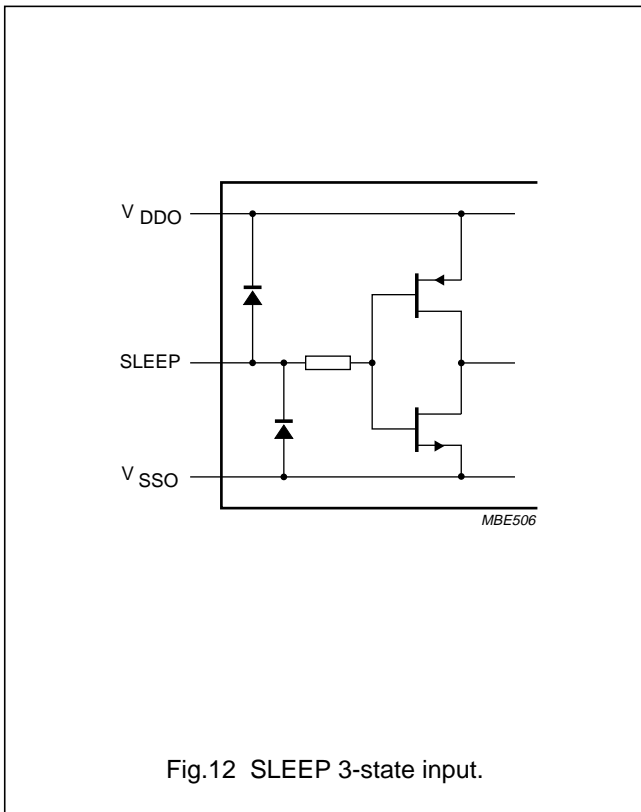 V DDO
SLEEP
V SSO
MBE506
Fig.12 SLEEP 3-state input.